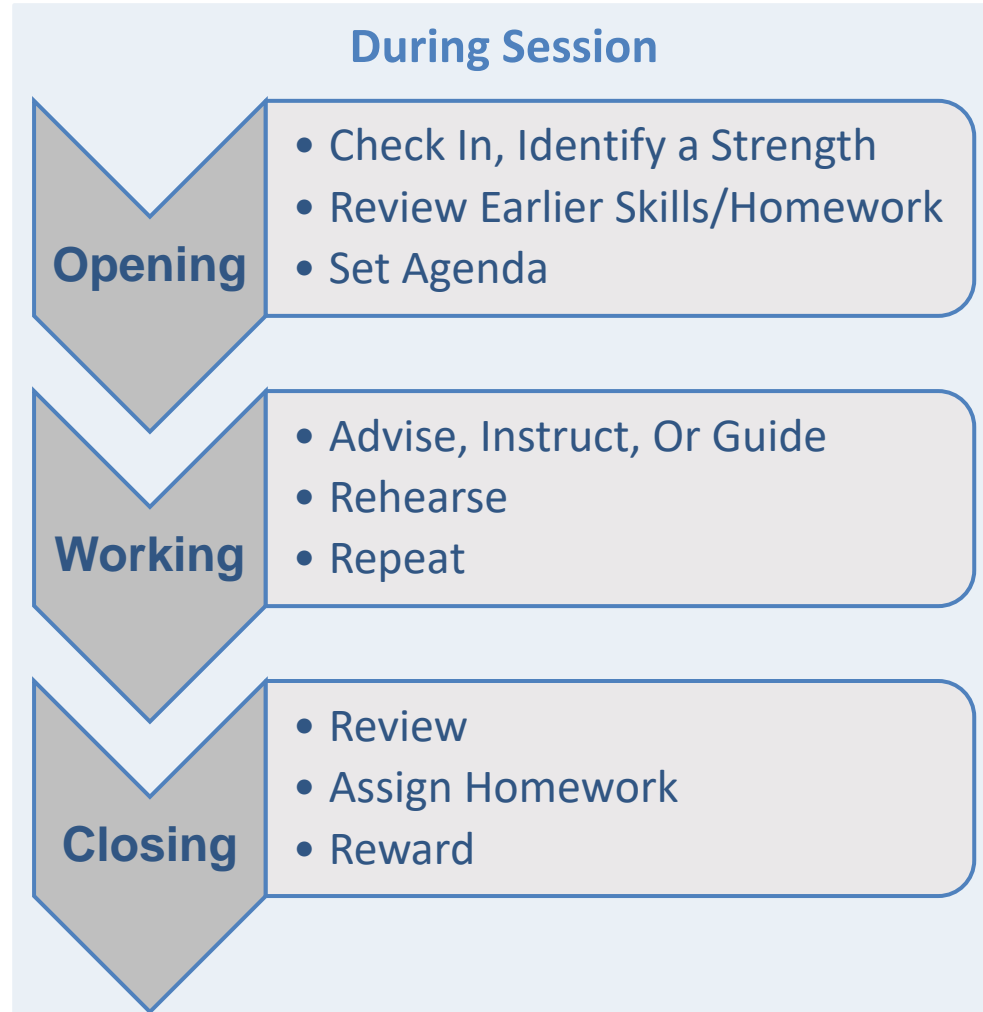 During Session
Opening
• Check In, Identify a Strength
• Review Earlier Skills/Homework
• Set Agenda
Working
• Advise, Instruct, Or Guide
• Rehearse
• Repeat
Closing
• Review
• Assign Homework
• Reward